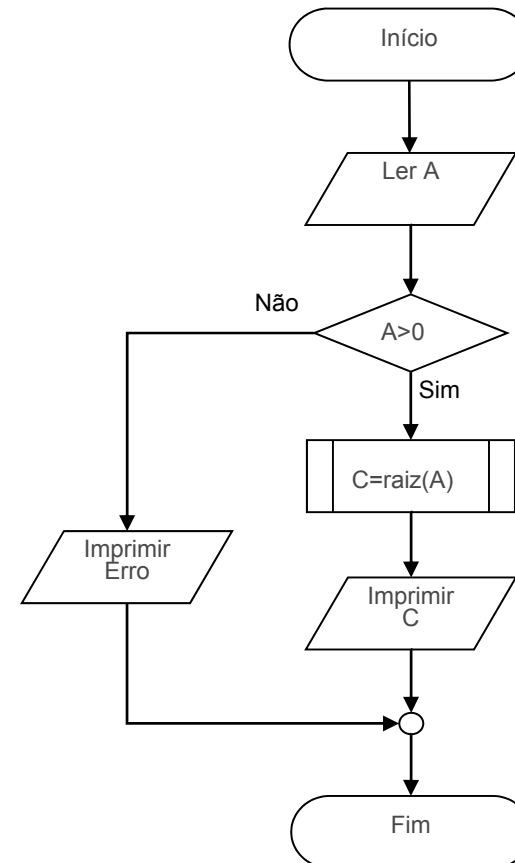 Início
Ler A
Não
A>0
Sim
C=raiz(A)
Imprimir
Erro
Imprimir
C
Fim